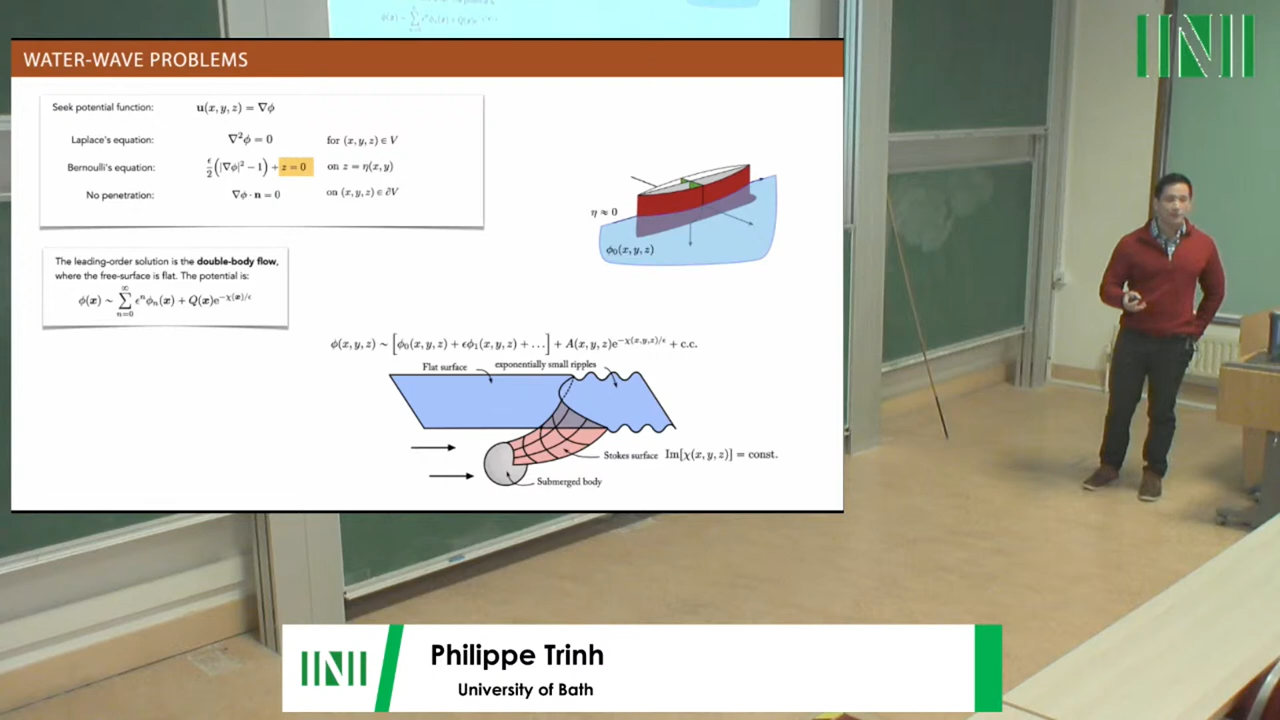 WATER-WAVE PROBLEMS
Seek potential function: u(x, y, z) = ∇ϕ
Laplace's equation: ∇²ϕ = 0 for (x, y, z) ∈ V
Bernoulli's equation: ϵ/2(|∇ϕ|² − 1) + z = 0 on z = η(x, y)
No penetration: ∇ϕ · n = 0 on (x, y, z) ∈ ∂V
η ≈ 0
ϕ₀(x, y, z)
The leading-order solution is the double-body flow,
where the free-surface is flat. The potential is:
ϕ(x) ~ ∑_{n=0}^{∞} ϵⁿϕₙ(x) + Q(x)e^{−χ(x)/ϵ}
ϕ(x, y, z) ~ [ϕ₀(x, y, z) + ϵϕ₁(x, y, z) + …] + A(x, y, z)e^{−χ(x,y,z)/ϵ} + c.c.
Flat surface exponentially small ripples
Stokes surface Im[χ(x, y, z)] = const.
Submerged body
Philippe Trinh
University of Bath